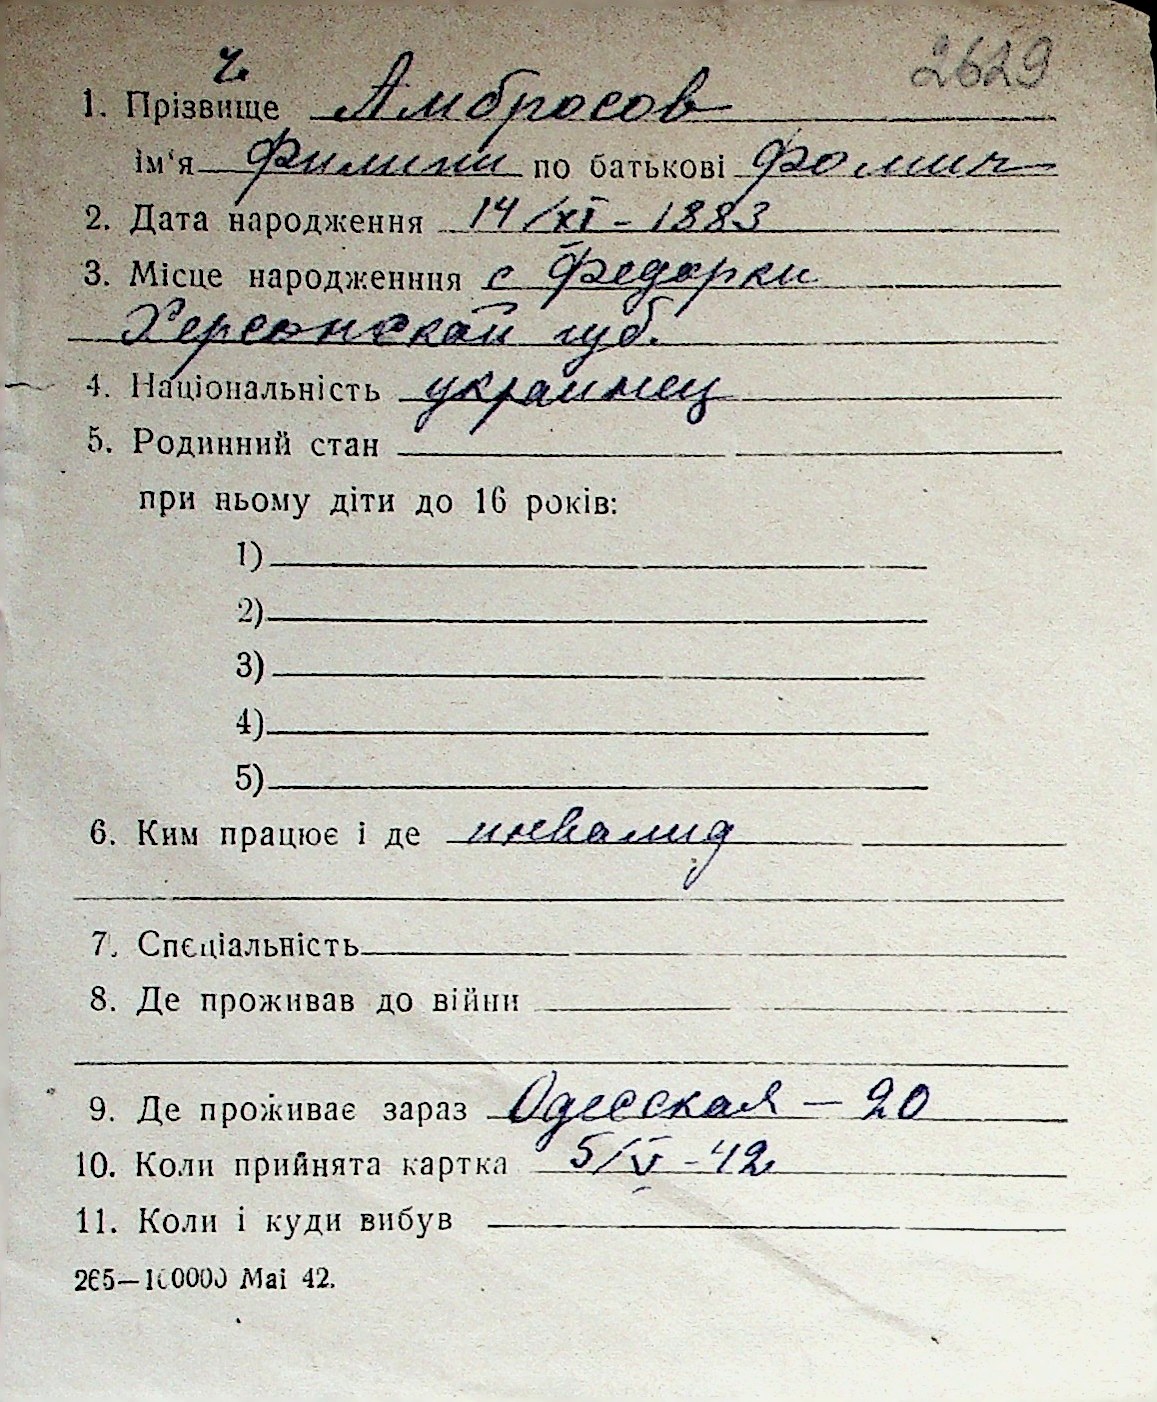 2629
ч.
1. Прізвище Амбросов
Ім'я Филипп по батькові Фомич
2. Дата народження 14/XI - 1883
3. Місце народженння с Федорки
Херсонской губ.
4. Національність украинец
5. Родинний стан
при ньому діти до 16 років:
1)
2)
3)
4)
5)
6. Ким працює і де инвалид
7. Спєціальність
8. Де проживав до війни
9. Де проживає зараз Одесская – 20
10. Коли прийнята картка 5/V - 42
11. Коли і куди вибув
265—100000 Маі 42.